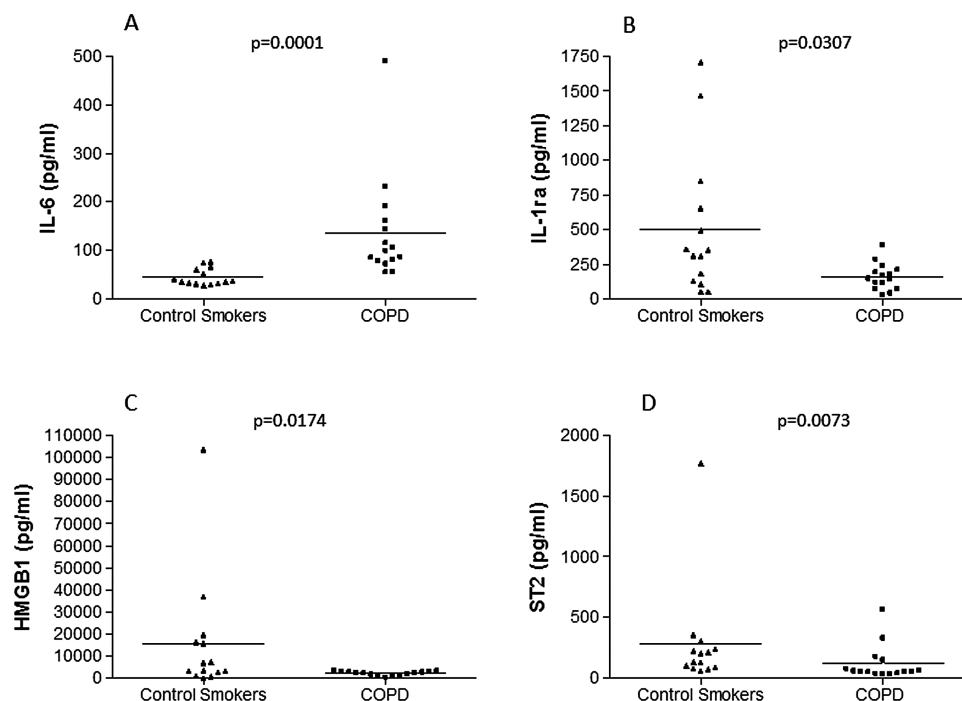 A
p=0.0001
IL-6 (pg/ml)
500
400
300
200
100
0
Control Smokers
COPD
B
p=0.0307
IL-1ra (pg/ml)
1750
1500
1250
1000
750
500
250
0
Control Smokers
COPD
C
p=0.0174
HMGB1 (pg/ml)
110000
100000
90000
80000
70000
60000
50000
40000
30000
20000
10000
0
Control Smokers
COPD
D
p=0.0073
ST2 (pg/ml)
2000
1500
1000
500
0
Control Smokers
COPD